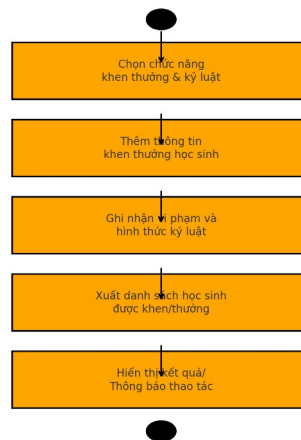 Chọn chức năng
khen thưởng & kỷ luật
Thêm thông tin
khen thưởng học sinh
Ghi nhận vi phạm và
hình thức kỷ luật
Xuất danh sách học sinh
được khen/thưởng
Hiển thị kết quả/
Thông báo thao tác